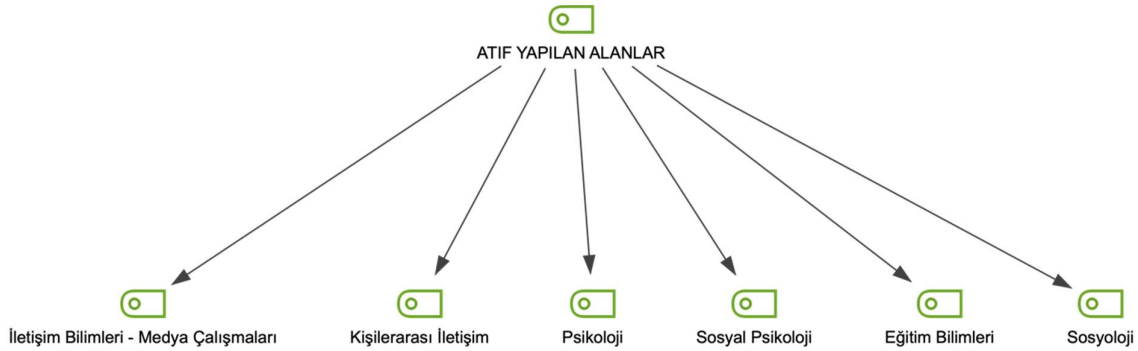 ATIF YAPILAN ALANLAR
İletişim Bilimleri - Medya Çalışmaları
Kişilerarası İletişim
Psikoloji
Sosyal Psikoloji
Eğitim Bilimleri
Sosyoloji